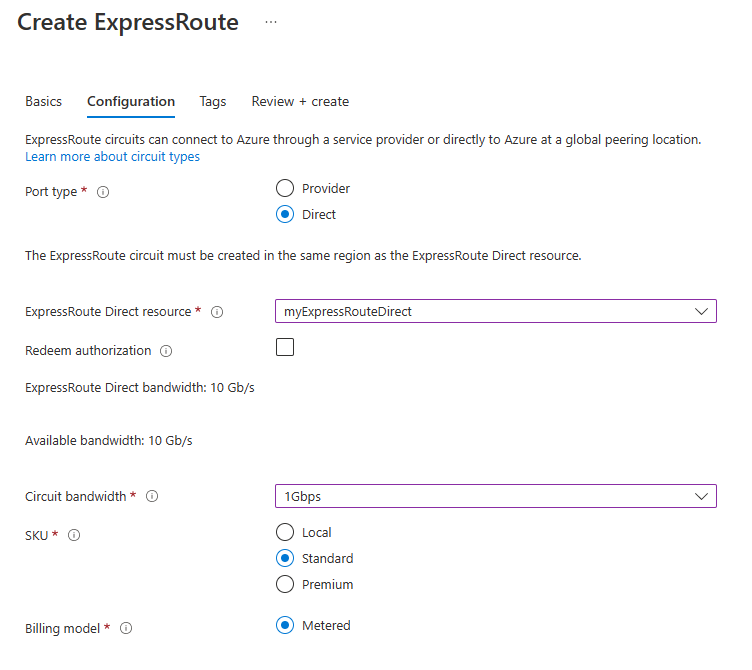 Create ExpressRoute ...
Basics Configuration Tags Review + create
ExpressRoute circuits can connect to Azure through a service provider or directly to Azure at a global peering location.
Learn more about circuit types
Port type * Provider
Direct
The ExpressRoute circuit must be created in the same region as the ExpressRoute Direct resource.
ExpressRoute Direct resource * myExpressRouteDirect
Redeem authorization
ExpressRoute Direct bandwidth: 10 Gb/s
Available bandwidth: 10 Gb/s
Circuit bandwidth * 1Gbps
SKU * Local
Standard
Premium
Billing model * Metered